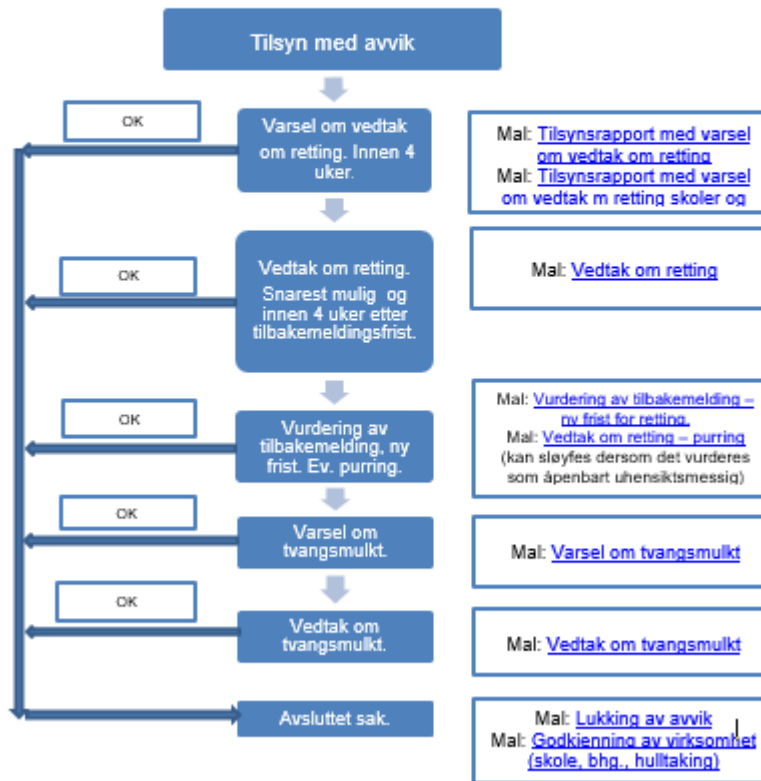 Tilsyn med avvik
OK
Varsel om vedtak
om retting. Innen 4
uker.
Mal: Tilsynsrapport med varsel
om vedtak om retting
Mal: Tilsynsrapport med varsel
om vedtak m retting skoler og
OK
Vedtak om retting.
Snarest mulig og
innen 4 uker etter
tilbakemeldingsfrist.
Mal: Vedtak om retting
OK
Vurdering av
tilbakemelding, ny
frist. Ev. purring.
Mal: Vurdering av tilbakemelding –
ny frist for retting.
Mal: Vedtak om retting – purring
(kan sløyfes dersom det vurderes
som åpenbart uhensiktsmessig)
OK
Varsel om
tvangsmulkt.
Mal: Varsel om tvangsmulkt
OK
Vedtak om
tvangsmulkt.
Mal: Vedtak om tvangsmulkt
Avsluttet sak.
Mal: Lukking av avvik
Mal: Godkjenning av virksomhet
(skole, bhg., hulltaking)